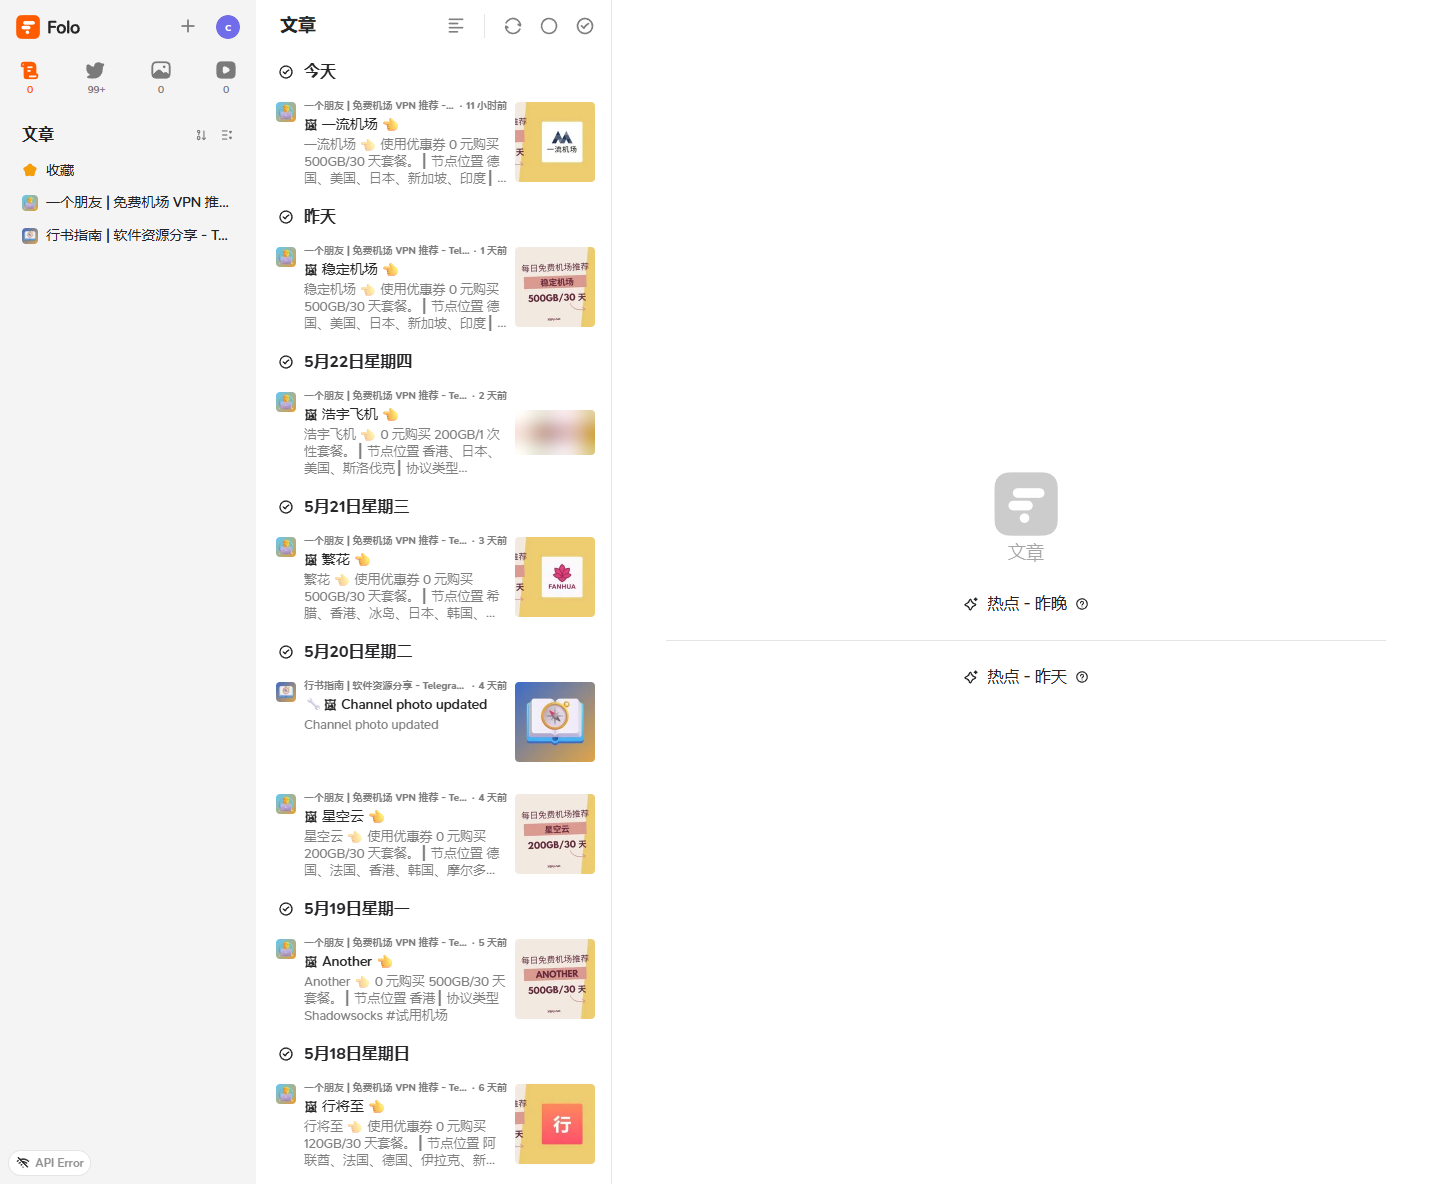 Folo
c
0
99+
0
0
文章
收藏
一个朋友 | 免费机场 VPN 推...
行书指南 | 软件资源分享 - T...
API Error
文章
今天
一个朋友 | 免费机场 VPN 推荐 -... · 11 小时前
🖼 一流机场 👈
一流机场 👈 使用优惠券 0 元购买
500GB/30 天套餐。 ┃ 节点位置 德
国、美国、日本、新加坡、印度 ┃ ...
一流机场
昨天
一个朋友 | 免费机场 VPN 推荐 - Tel... · 1 天前
🖼 稳定机场 👈
稳定机场 👈 使用优惠券 0 元购买
500GB/30 天套餐。 ┃ 节点位置 德
国、美国、日本、新加坡、印度 ┃ ...
每日免费机场推荐
稳定机场
500GB/30 天
5月22日星期四
一个朋友 | 免费机场 VPN 推荐 - Te... · 2 天前
🖼 浩宇飞机 👈
浩宇飞机 👈 0 元购买 200GB/1 次
性套餐。 ┃ 节点位置 香港、日本、
美国、斯洛伐克 ┃ 协议类型...
5月21日星期三
一个朋友 | 免费机场 VPN 推荐 - Te... · 3 天前
🖼 繁花 👈
繁花 👈 使用优惠券 0 元购买
500GB/30 天套餐。 ┃ 节点位置 希
腊、香港、冰岛、日本、韩国、...
FANHUA
5月20日星期二
行书指南 | 软件资源分享 - Telegra... · 4 天前
🔧 🖼 Channel photo updated
Channel photo updated
一个朋友 | 免费机场 VPN 推荐 - Te... · 4 天前
🖼 星空云 👈
星空云 👈 使用优惠券 0 元购买
200GB/30 天套餐。 ┃ 节点位置 德
国、法国、香港、韩国、摩尔多...
每日免费机场推荐
星空云
200GB/30 天
5月19日星期一
一个朋友 | 免费机场 VPN 推荐 - Te... · 5 天前
🖼 Another 👈
Another 👈 0 元购买 500GB/30 天
套餐。 ┃ 节点位置 香港 ┃ 协议类型
Shadowsocks #试用机场
每日免费机场推荐
ANOTHER
500GB/30 天
5月18日星期日
一个朋友 | 免费机场 VPN 推荐 - Te... · 6 天前
🖼 行将至 👈
行将至 👈 使用优惠券 0 元购买
120GB/30 天套餐。 ┃ 节点位置 阿
联酋、法国、德国、伊拉克、新...
行
文章
热点 - 昨晚
热点 - 昨天